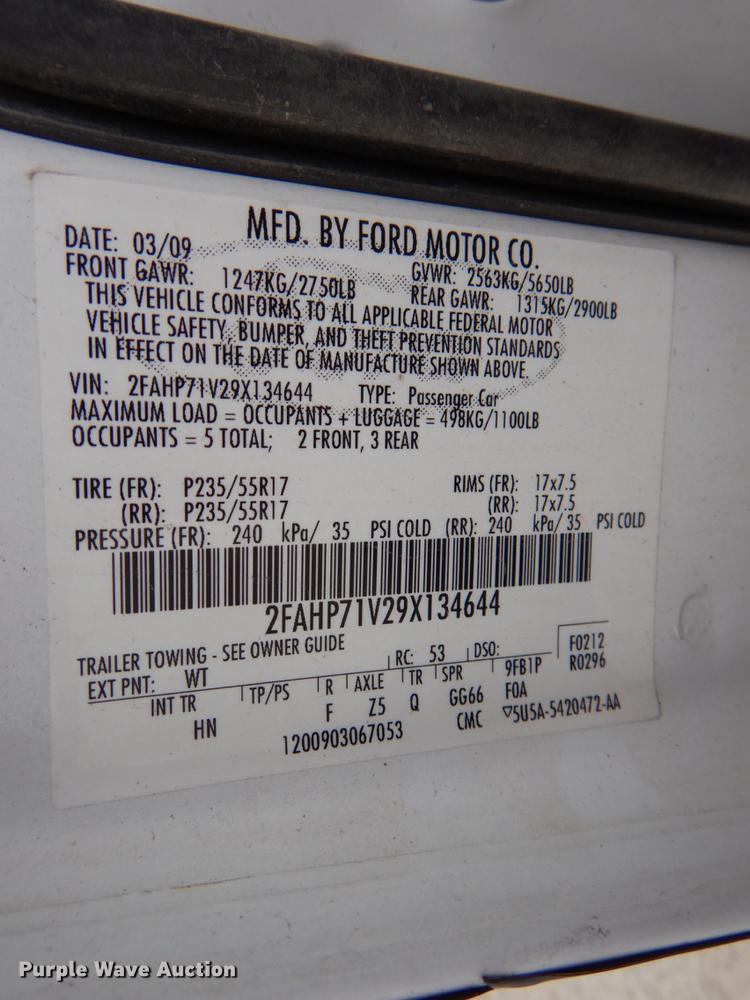 MFD. BY FORD MOTOR CO.
DATE: 03/09 GVWR: 2563KG/5650LB
FRONT GAWR: 1247KG/2750LB REAR GAWR: 1315KG/2900LB
THIS VEHICLE CONFORMS TO ALL APPLICABLE FEDERAL MOTOR
VEHICLE SAFETY, BUMPER, AND THEFT PREVENTION STANDARDS
IN EFFECT ON THE DATE OF MANUFACTURE SHOWN ABOVE.
VIN: 2FAHP71V29X134644 TYPE: Passenger Car
MAXIMUM LOAD = OCCUPANTS + LUGGAGE = 498KG/1100LB
OCCUPANTS = 5 TOTAL; 2 FRONT, 3 REAR
TIRE (FR): P235/55R17 RIMS (FR): 17x7.5
(RR): P235/55R17 (RR): 17x7.5
PRESSURE (FR): 240 kPa/ 35 PSI COLD (RR): 240 kPa/ 35 PSI COLD
2FAHP71V29X134644
TRAILER TOWING - SEE OWNER GUIDE
EXT PNT: WT RC: 53 DSO: F0212
INT TR TP/PS R AXLE TR SPR 9FB1P R0296
HN F Z5 Q GG66 F0A
1200903067053 CMC ▽5U5A-5420472-AA
Purple Wave Auction